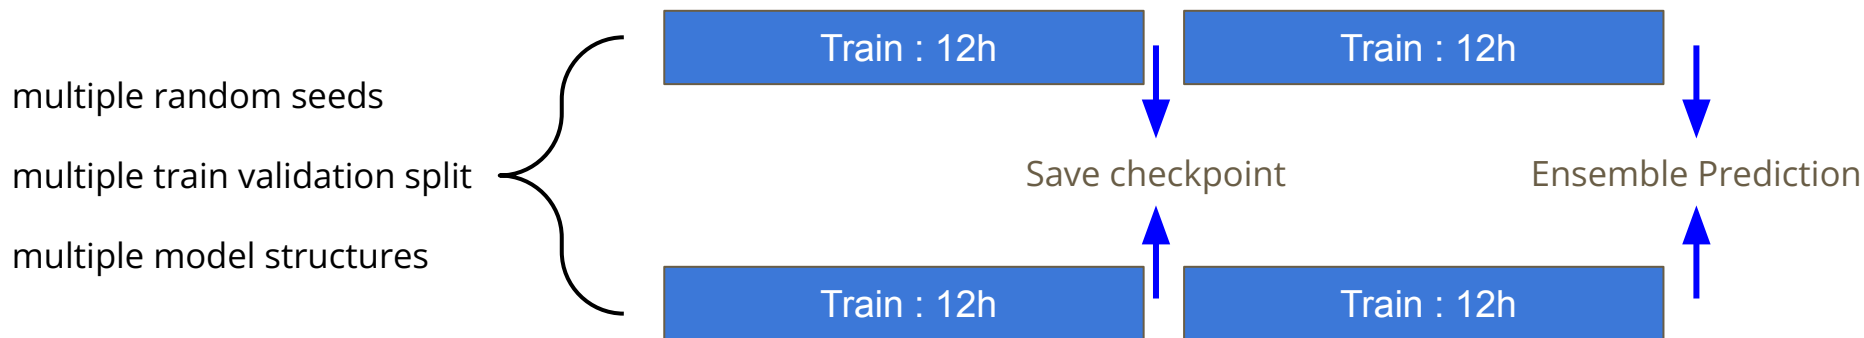 Train : 12h
Train : 12h
multiple random seeds
multiple train validation split
multiple model structures
Save checkpoint
Ensemble Prediction
Train : 12h
Train : 12h